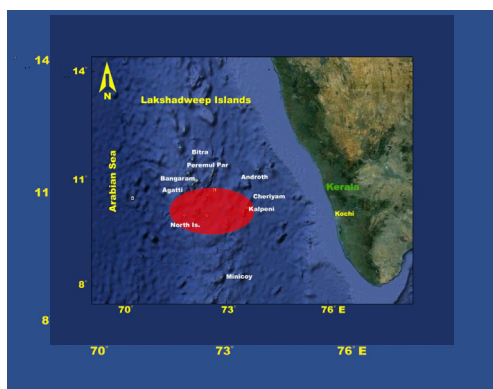 14
14°
N
Lakshadweep Islands
Bitra
Peremul Par
Bangaram
Androth
Agatti
Cheriyam
Kalpeni
North Is.
Minicoy
Arabian Sea
Kerala
Kochi
11
11°
8°
8
70°
73°
76° E
70°
73°
76° E